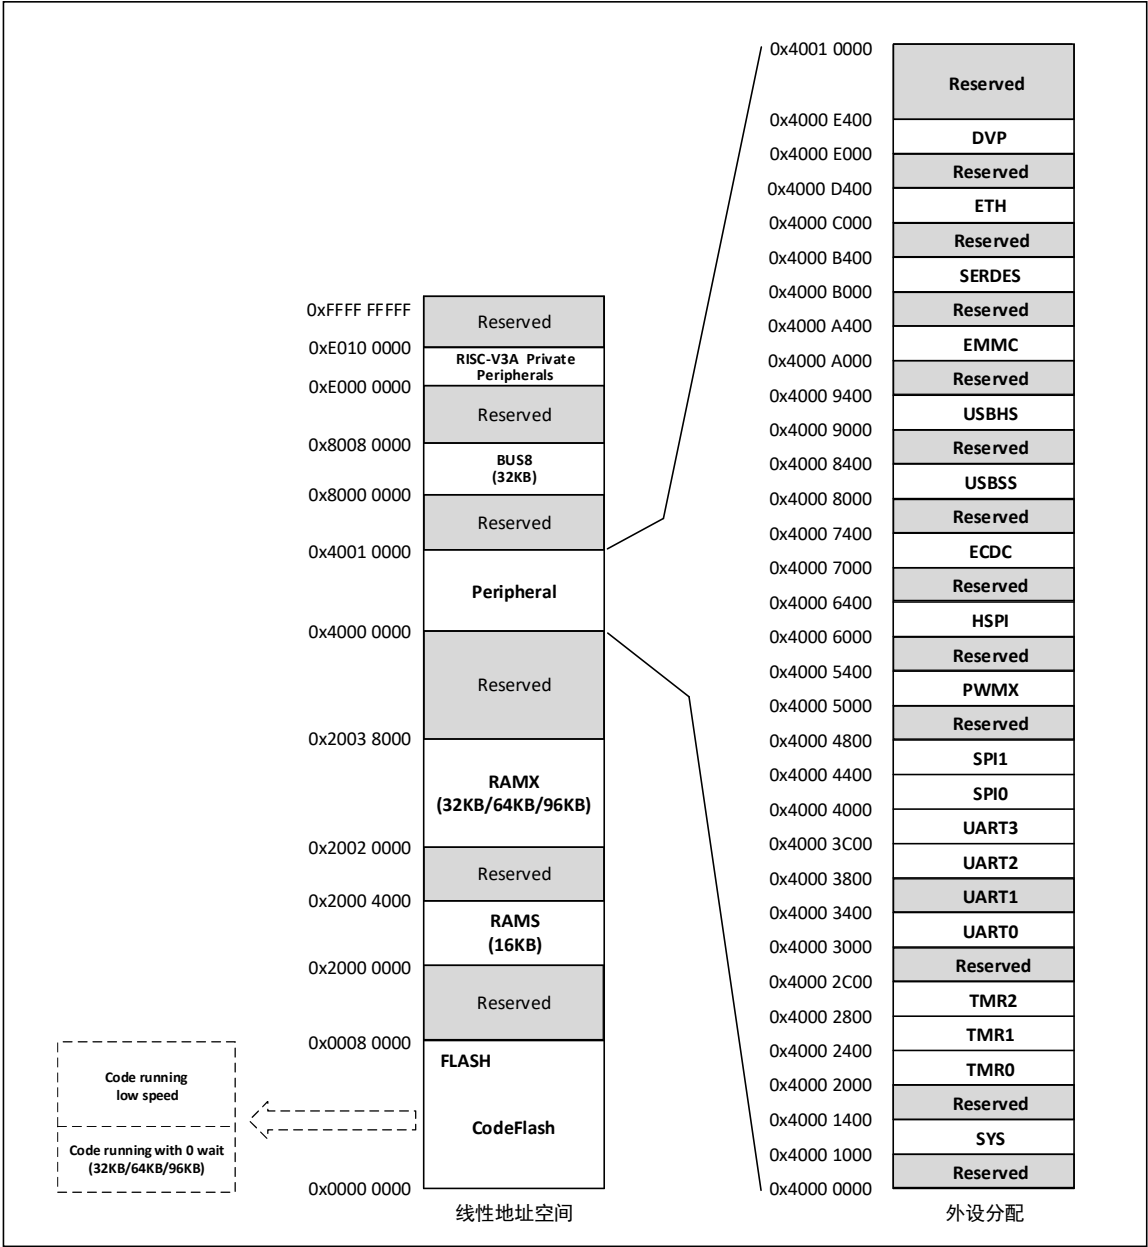 0x4001 0000
Reserved
0x4000 E400
DVP
0x4000 E000
Reserved
0x4000 D400
ETH
0x4000 C000
Reserved
0x4000 B400
SERDES
0x4000 B000
Reserved
0x4000 A400
EMMC
0x4000 A000
Reserved
0x4000 9400
USBHS
0x4000 9000
Reserved
0x4000 8400
USBSS
0x4000 8000
Reserved
0x4000 7400
ECDC
0x4000 7000
Reserved
0x4000 6400
HSPI
0x4000 6000
Reserved
0x4000 5400
PWMX
0x4000 5000
Reserved
0x4000 4800
SPI1
0x4000 4400
SPI0
0x4000 4000
UART3
0x4000 3C00
UART2
0x4000 3800
UART1
0x4000 3400
UART0
0x4000 3000
Reserved
0x4000 2C00
TMR2
0x4000 2800
TMR1
0x4000 2400
TMR0
0x4000 2000
Reserved
0x4000 1400
SYS
0x4000 1000
Reserved
0x4000 0000
外设分配
0xFFFF FFFFF
Reserved
0xE010 0000
RISC-V3A Private
Peripherals
0xE000 0000
Reserved
0x8008 0000
BUS8
(32KB)
0x8000 0000
Reserved
0x4001 0000
Peripheral
0x4000 0000
Reserved
0x2003 8000
RAMX
(32KB/64KB/96KB)
0x2002 0000
Reserved
0x2000 4000
RAMS
(16KB)
0x2000 0000
Reserved
0x0008 0000
FLASH
CodeFlash
0x0000 0000
线性地址空间
Code running
low speed
Code running with 0 wait
(32KB/64KB/96KB)